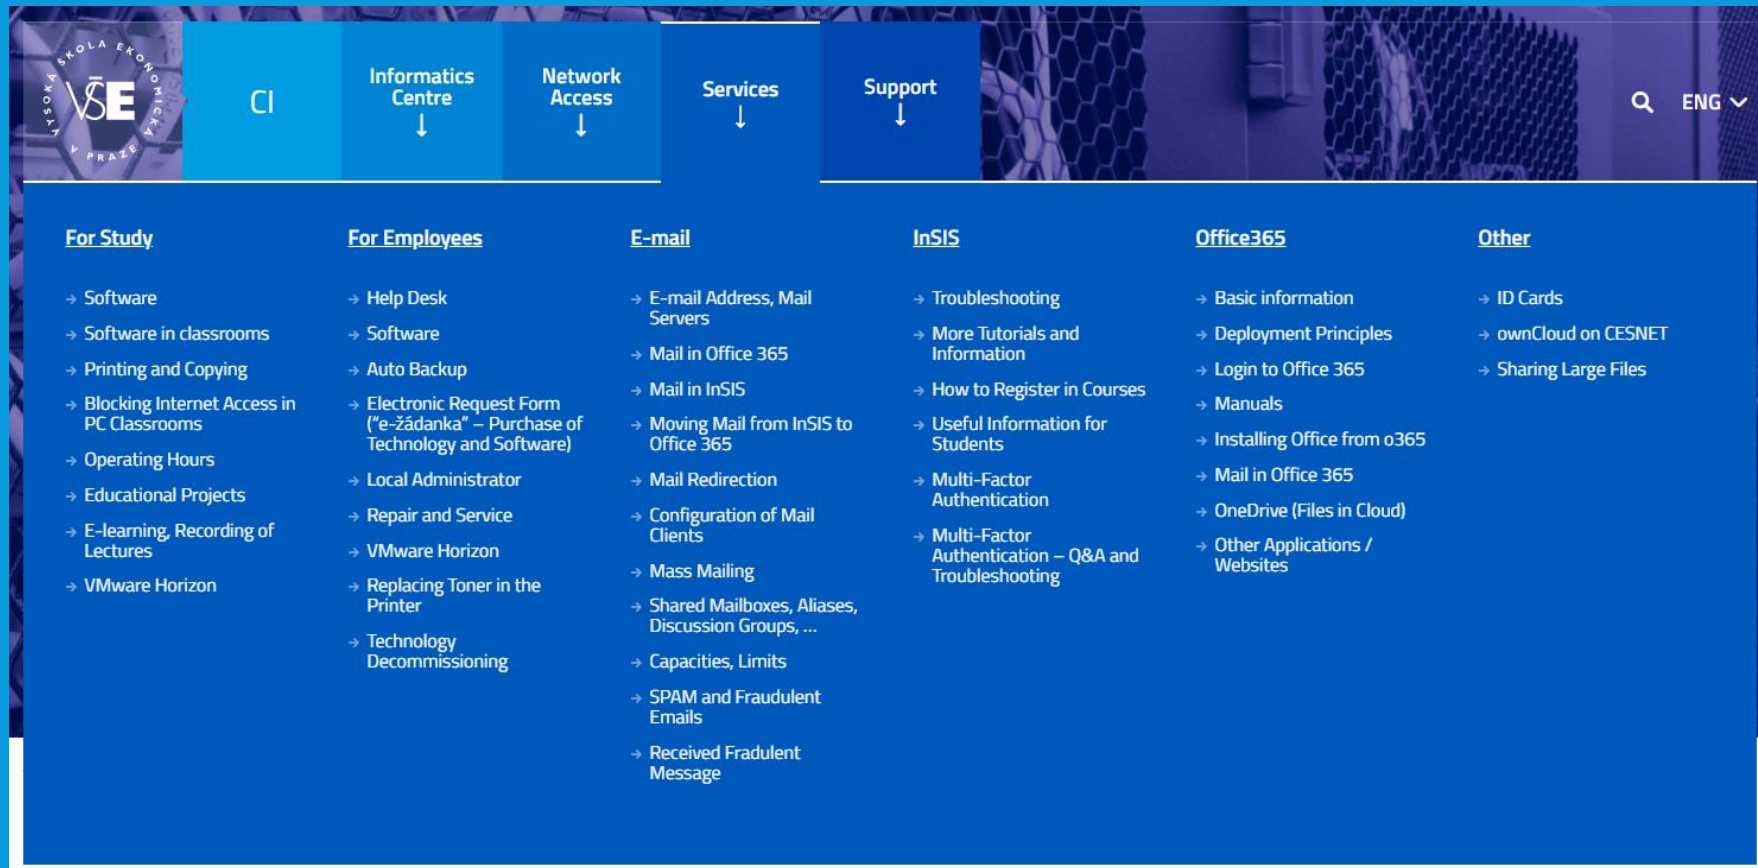 VYSOKÁ ŠKOLA EKONOMICKÁ V PRAZE
VŠE
CI
Informatics
Centre
↓
Network
Access
↓
Services
↓
Support
↓
ENG
For Study
→ Software
→ Software in classrooms
→ Printing and Copying
→ Blocking Internet Access in
PC Classrooms
→ Operating Hours
→ Educational Projects
→ E-learning, Recording of
Lectures
→ VMware Horizon
For Employees
→ Help Desk
→ Software
→ Auto Backup
→ Electronic Request Form
("e-žádanka" – Purchase of
Technology and Software)
→ Local Administrator
→ Repair and Service
→ VMware Horizon
→ Replacing Toner in the
Printer
→ Technology
Decommissioning
E-mail
→ E-mail Address, Mail
Servers
→ Mail in Office 365
→ Mail in InSIS
→ Moving Mail from InSIS to
Office 365
→ Mail Redirection
→ Configuration of Mail
Clients
→ Mass Mailing
→ Shared Mailboxes, Aliases,
Discussion Groups, ...
→ Capacities, Limits
→ SPAM and Fraudulent
Emails
→ Received Fradulent
Message
InSIS
→ Troubleshooting
→ More Tutorials and
Information
→ How to Register in Courses
→ Useful Information for
Students
→ Multi-Factor
Authentication
→ Multi-Factor
Authentication – Q&A and
Troubleshooting
Office365
→ Basic information
→ Deployment Principles
→ Login to Office 365
→ Manuals
→ Installing Office from o365
→ Mail in Office 365
→ OneDrive (Files in Cloud)
→ Other Applications /
Websites
Other
→ ID Cards
→ ownCloud on CESNET
→ Sharing Large Files